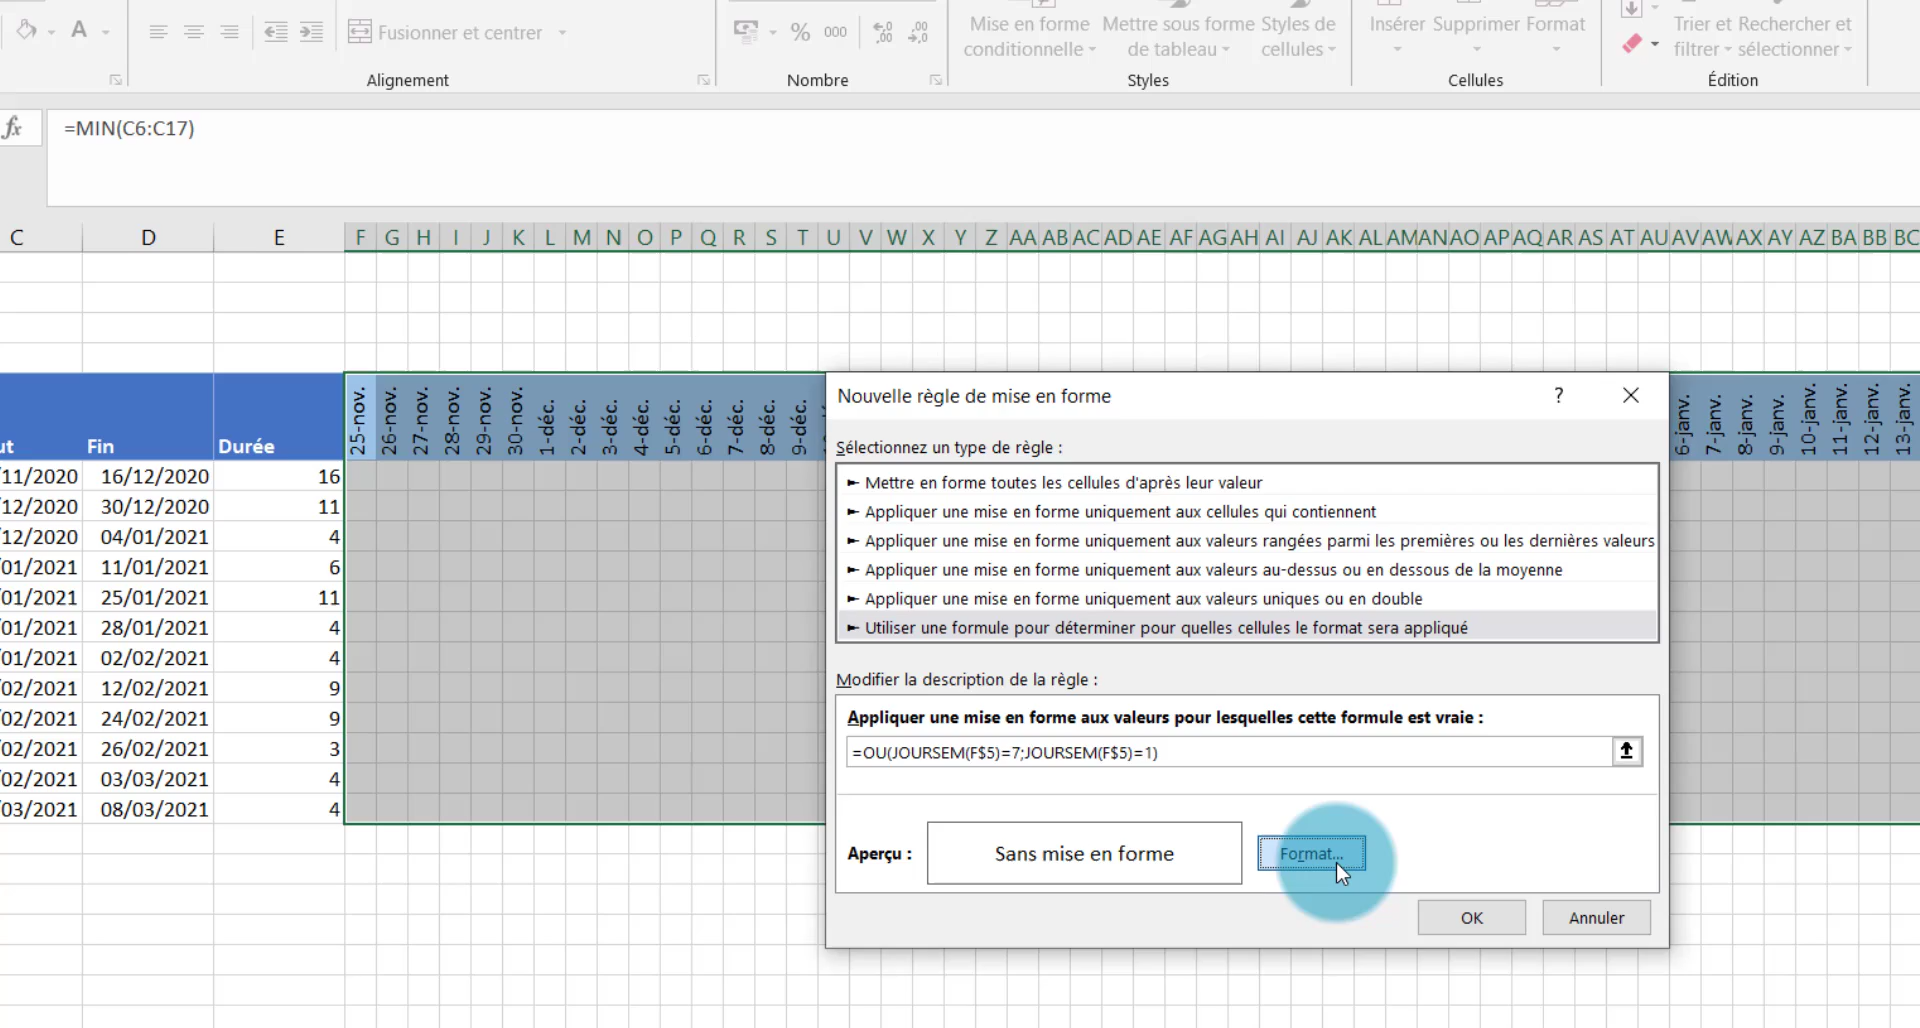 A
Fusionner et centrer
%
000
,00
,00
Mise en forme
conditionnelle
Mettre sous forme
de tableau
Styles de
cellules
Insérer
Supprimer
Format
Trier et
filtrer
Rechercher et
sélectionner
Alignement
Nombre
Styles
Cellules
Édition
fx
=MIN(C6:C17)
C D E F G H I J K L M N O P Q R S T U V W X Y Z AA AB AC AD AE AF AG AH AI AJ AK AL AM AN AO AP AQ AR AS AT AU AV AW AX AY AZ BA BB BC
ut Fin Durée 25-nov. 26-nov. 27-nov. 28-nov. 29-nov. 30-nov. 1-déc. 2-déc. 3-déc. 4-déc. 5-déc. 6-déc. 7-déc. 8-déc. 9-déc. 6-janv. 7-janv. 8-janv. 9-janv. 10-janv. 11-janv. 12-janv. 13-janv.
/11/2020 16/12/2020 16
/12/2020 30/12/2020 11
/12/2020 04/01/2021 4
/01/2021 11/01/2021 6
/01/2021 25/01/2021 11
/01/2021 28/01/2021 4
/01/2021 02/02/2021 4
/02/2021 12/02/2021 9
/02/2021 24/02/2021 9
/02/2021 26/02/2021 3
/02/2021 03/03/2021 4
/03/2021 08/03/2021 4
Nouvelle règle de mise en forme
?
Sélectionnez un type de règle :
► Mettre en forme toutes les cellules d'après leur valeur
► Appliquer une mise en forme uniquement aux cellules qui contiennent
► Appliquer une mise en forme uniquement aux valeurs rangées parmi les premières ou les dernières valeurs
► Appliquer une mise en forme uniquement aux valeurs au-dessus ou en dessous de la moyenne
► Appliquer une mise en forme uniquement aux valeurs uniques ou en double
► Utiliser une formule pour déterminer pour quelles cellules le format sera appliqué
Modifier la description de la règle :
Appliquer une mise en forme aux valeurs pour lesquelles cette formule est vraie :
=OU(JOURSEM(F$5)=7;JOURSEM(F$5)=1)
Aperçu :
Sans mise en forme
Format...
OK
Annuler